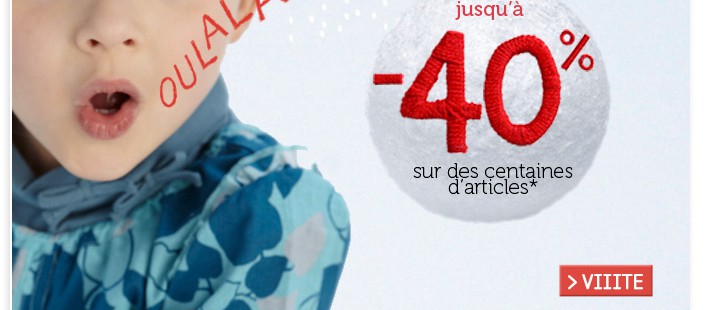 OULALA
jusqu'à
-40%
sur des centaines
d'articles*
> VIIITE